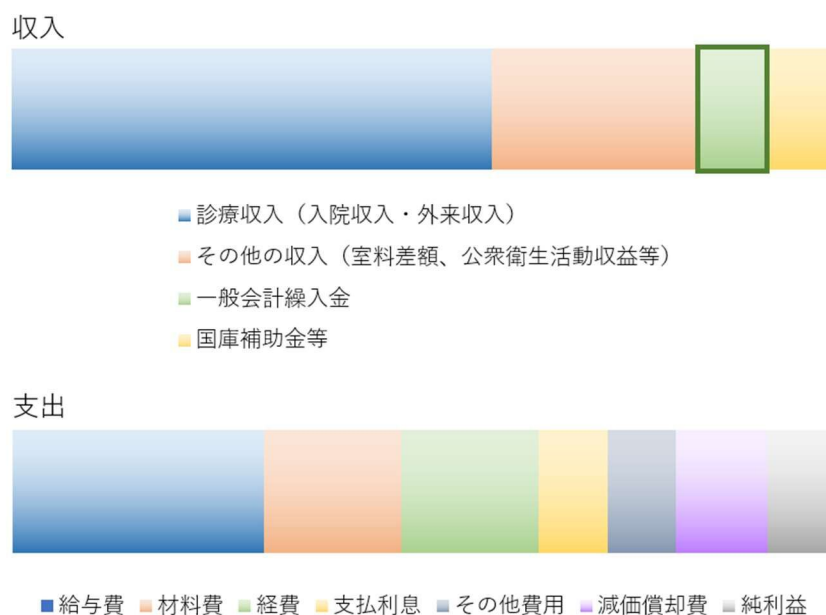 収入
診療収入（入院収入・外来収入）
その他の収入（室料差額、公衆衛生活動収益等）
一般会計繰入金
国庫補助金等
支出
給与費 材料費 経費 支払利息 その他費用 減価償却費 純利益